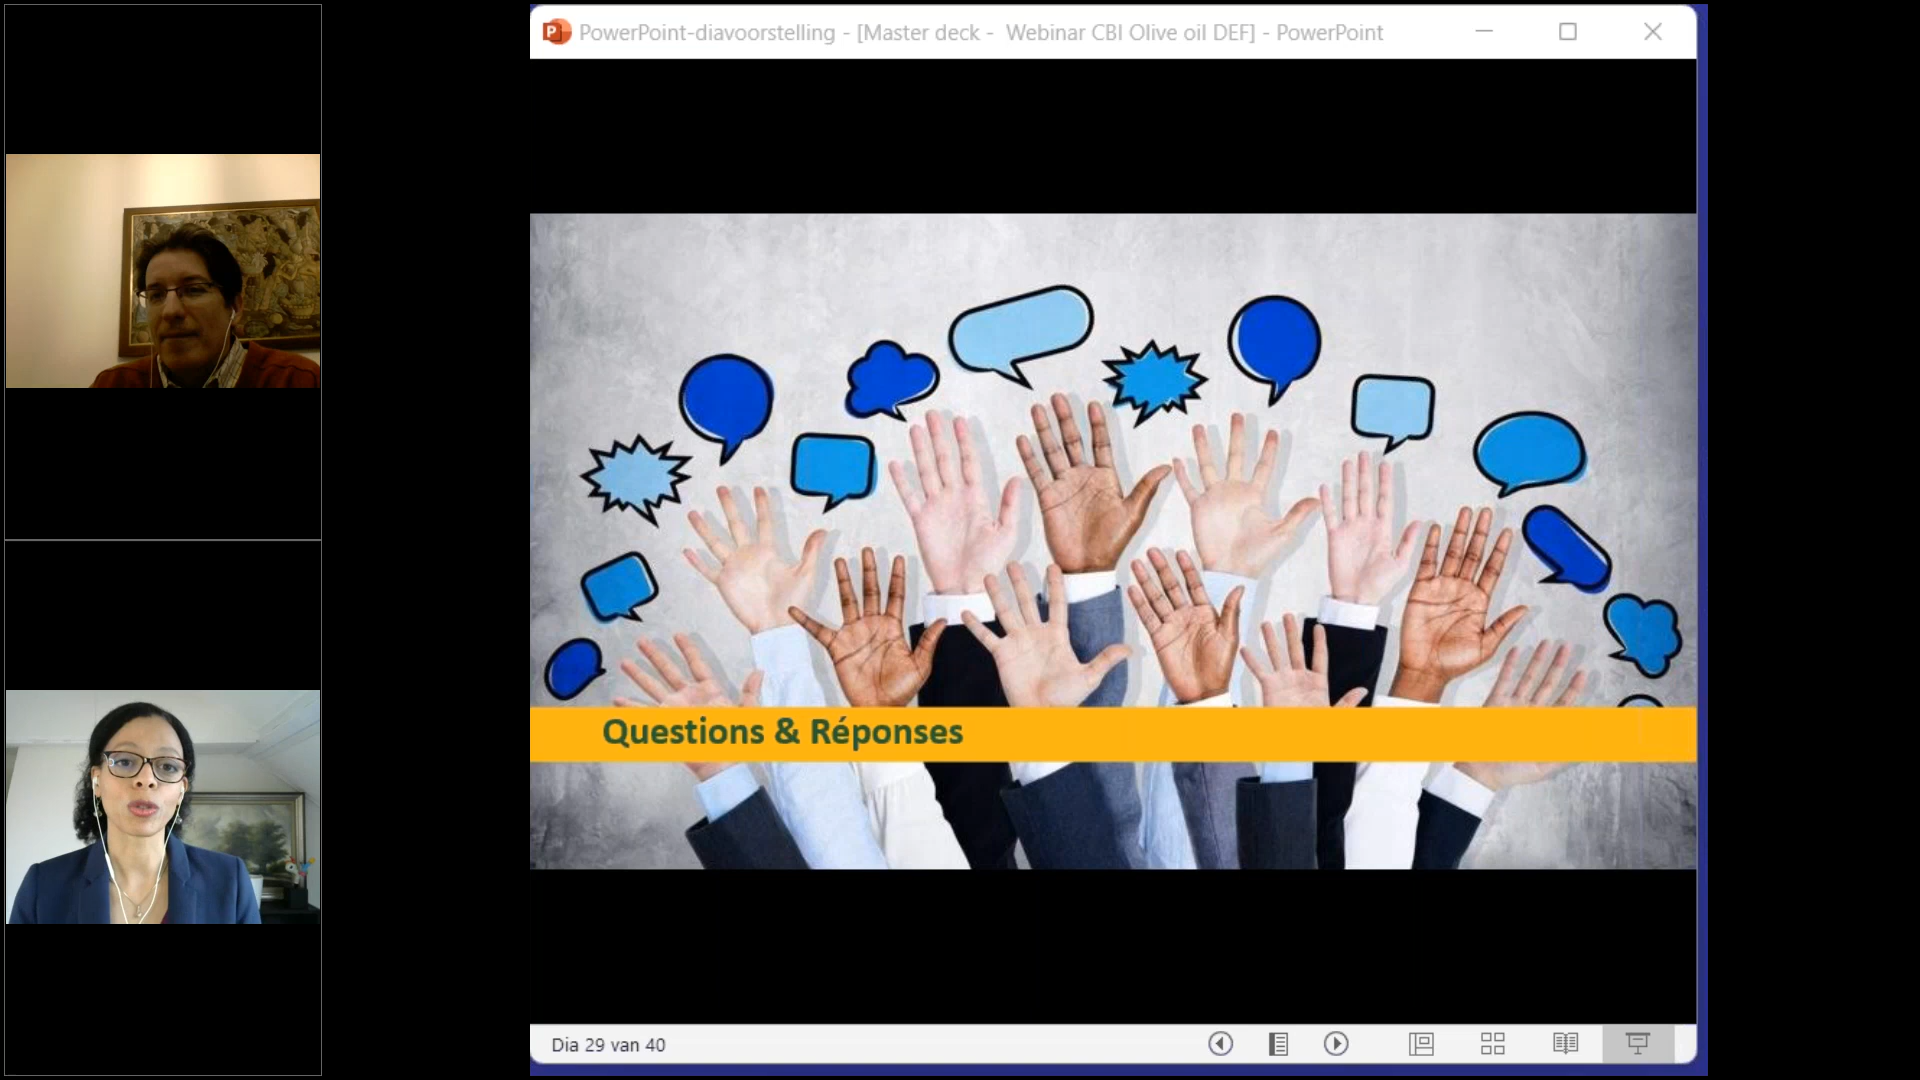 PowerPoint-diavoorstelling - [Master deck -  Webinar CBI Olive oil DEF] - PowerPoint
Questions & Réponses
Dia 29 van 40